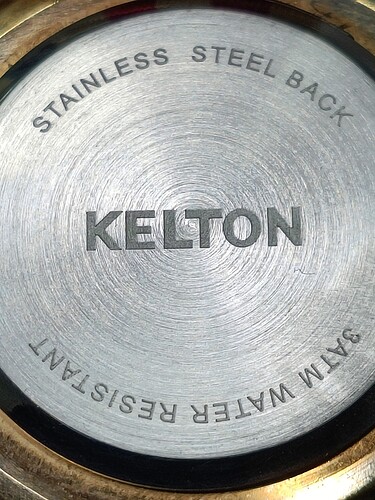 STAINLESS STEEL BACK
KELTON
3ATM WATER RESISTANT